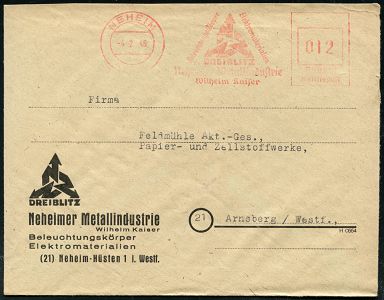 NEHEIM
012
DREIBLITZ
Wilhelm Kaiser
Firma
Feldmühle Akt.-Ges.,
Papier- und Zellstoffwerke,
DREIBLITZ
Neheimer Metallindustrie
Wilhelm Kaiser
Beleuchtungskörper
Elektromaterialien
(21) Neheim-Hüsten 1 i. Westf.
21
Arnsberg / Westf.,